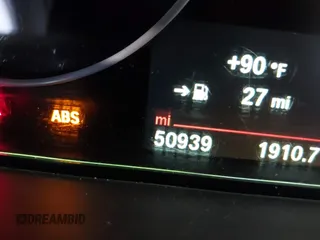 +90 °F
27 mi
ABS
mi
50939 1910.7
©DREAMBID